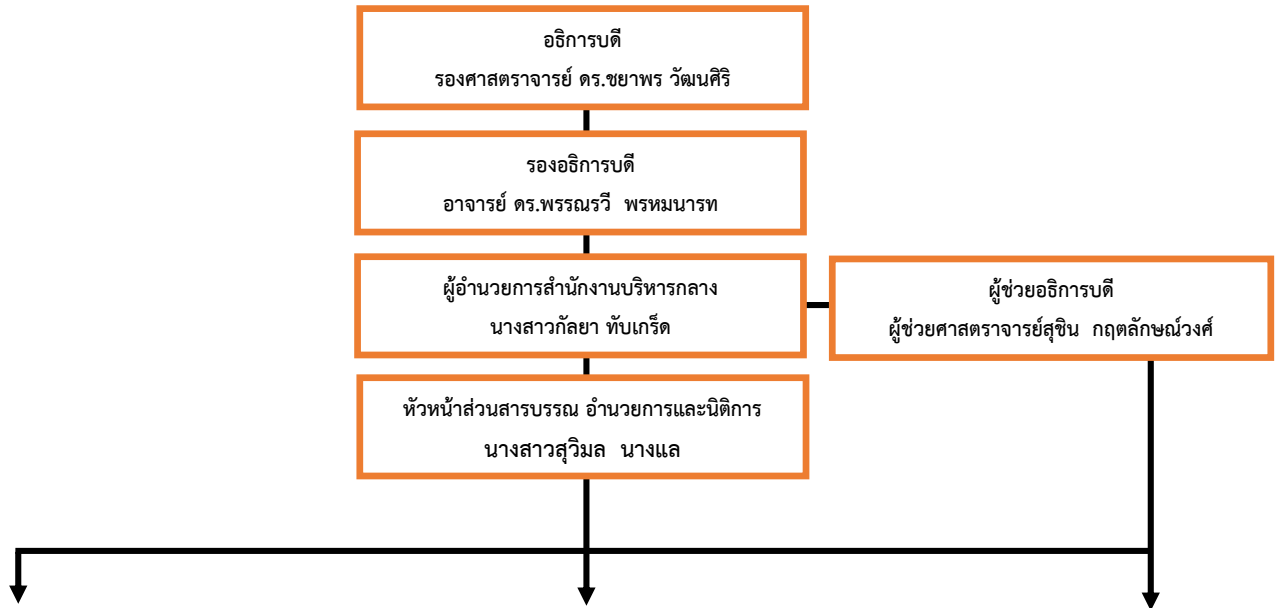 อธิการบดี
รองศาสตราจารย์ ดร.ชยาพร วัฒนศิริ
รองอธิการบดี
อาจารย์ ดร.พรรณรวี พรหมนารท
ผู้อำนวยการสำนักงานบริหารกลาง
นางสาวกัลยา ทับเกร็ด
ผู้ช่วยอธิการบดี
ผู้ช่วยศาสตราจารย์สุชิน กฤตลักษณ์วงศ์
หัวหน้าส่วนสารบรรณ อำนวยการและนิติการ
นางสาวสุวิมล นางแล